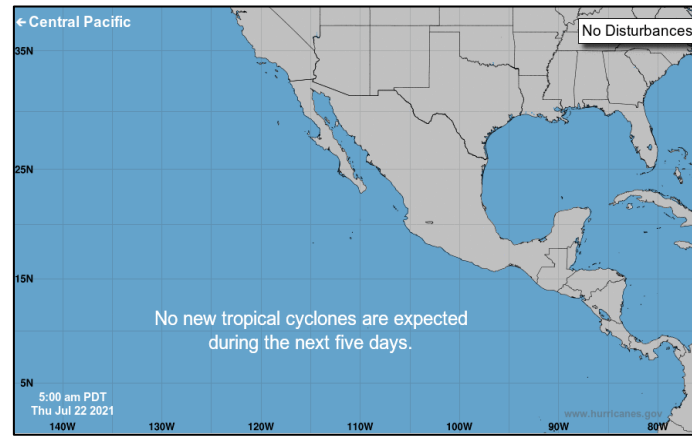 ←Central Pacific
No Disturbances
35N
25N
15N
No new tropical cyclones are expected
during the next five days.
5N
5:00 am PDT
Thu Jul 22 2021
www.hurricanes.gov
140W 130W 120W 110W 100W 90W 80W